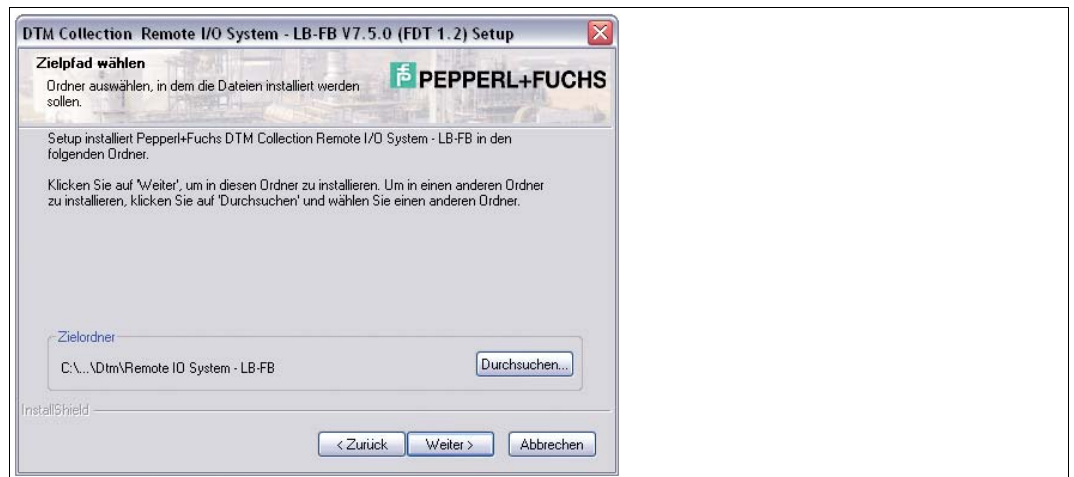 DTM Collection Remote I/O System - LB-FB V7.5.0 (FDT 1.2) Setup
Zielpfad wählen
Ordner auswählen, in dem die Dateien installiert werden
sollen.
PEPPERL+FUCHS
Setup installiert Pepperl+Fuchs DTM Collection Remote I/O System - LB-FB in den
folgenden Ordner.
Klicken Sie auf 'Weiter', um in diesen Ordner zu installieren. Um in einen anderen Ordner
zu installieren, klicken Sie auf 'Durchsuchen' und wählen Sie einen anderen Ordner.
Zielordner
C:\...\Dtm\Remote IO System - LB-FB
Durchsuchen...
InstallShield
< Zurück
Weiter >
Abbrechen